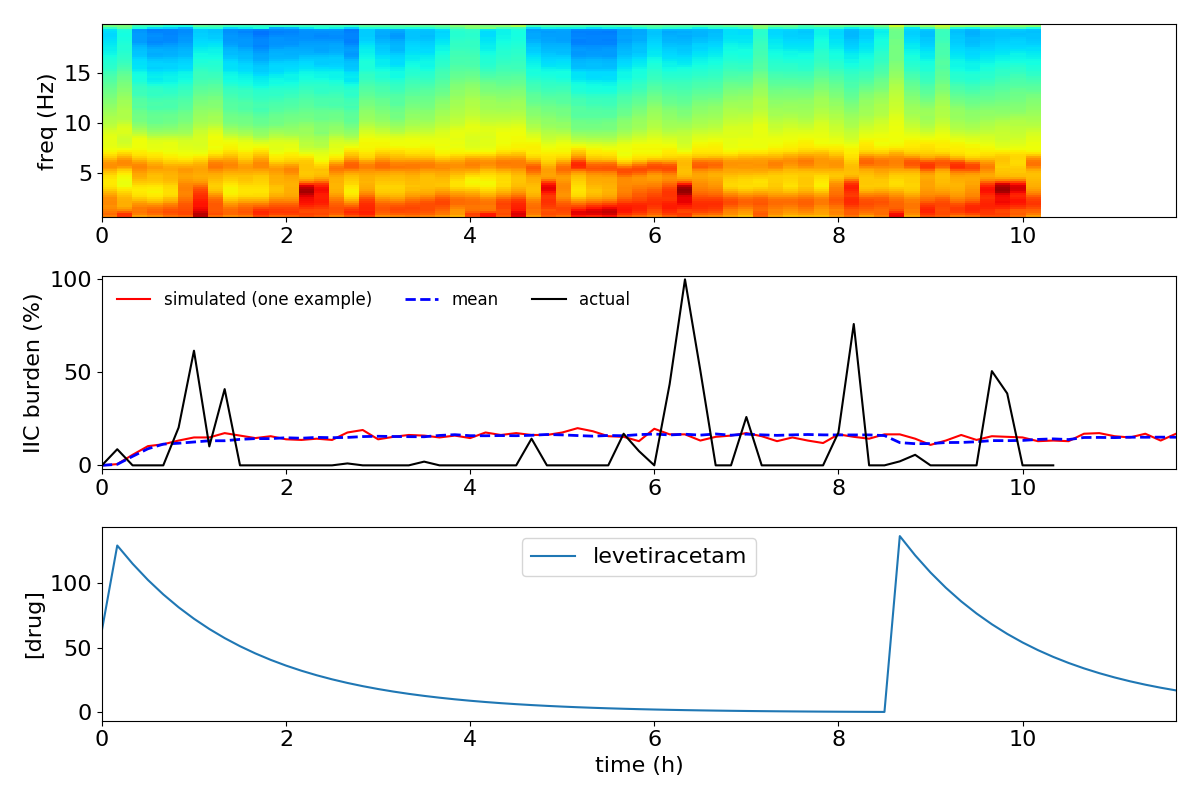 freq (Hz)
15
10
5
0 2 4 6 8 10
IIC burden (%)
100
50
0
simulated (one example) mean actual
0 2 4 6 8 10
[drug]
100
50
0
levetiracetam
0 2 4 6 8 10
time (h)